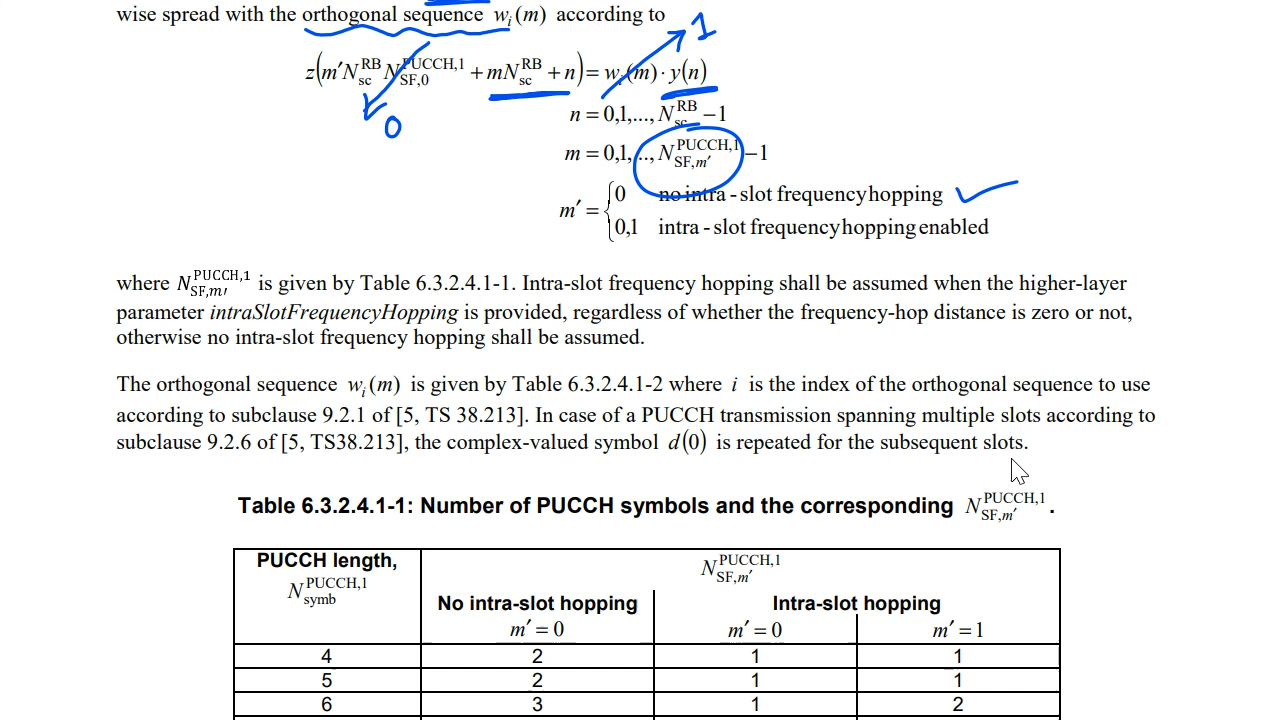 wise spread with the orthogonal sequence w_i(m) according to
1
z(m′N_sc^RB N_SF,0^PUCCH,1 + mN_sc^RB + n) = w_i(m) · y(n)
0
n = 0,1,..., N_sc^RB − 1
m = 0,1,..., N_SF,m′^PUCCH,1 − 1
m′ = { 0 no intra - slot frequency hopping
0,1 intra - slot frequency hopping enabled
where N_SF,m′^PUCCH,1 is given by Table 6.3.2.4.1-1. Intra-slot frequency hopping shall be assumed when the higher-layer
parameter intraSlotFrequencyHopping is provided, regardless of whether the frequency-hop distance is zero or not,
otherwise no intra-slot frequency hopping shall be assumed.
The orthogonal sequence w_i(m) is given by Table 6.3.2.4.1-2 where i is the index of the orthogonal sequence to use
according to subclause 9.2.1 of [5, TS 38.213]. In case of a PUCCH transmission spanning multiple slots according to
subclause 9.2.6 of [5, TS38.213], the complex-valued symbol d(0) is repeated for the subsequent slots.
Table 6.3.2.4.1-1: Number of PUCCH symbols and the corresponding N_SF,m′^PUCCH,1.
PUCCH length, N_symb^PUCCH,1
N_SF,m′^PUCCH,1
No intra-slot hopping Intra-slot hopping
m′ = 0 m′ = 0 m′ = 1
4 2 1 1
5 2 1 1
6 3 1 2